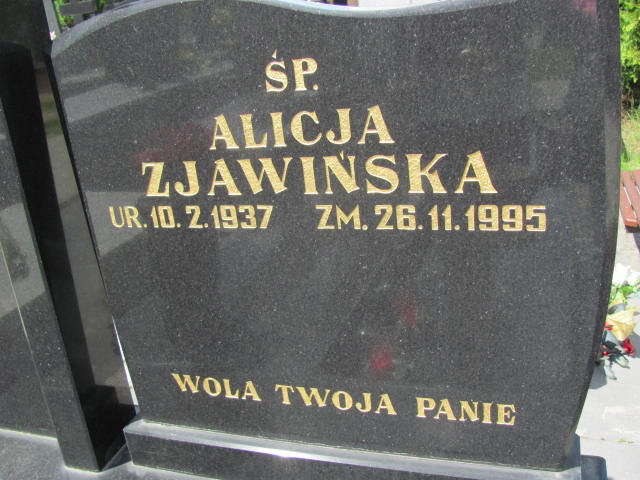 ŚP.
ALICJA
ZJAWIŃSKA
UR. 10. 2. 1937 ZM. 26. 11. 1995
WOLA TWOJA PANIE